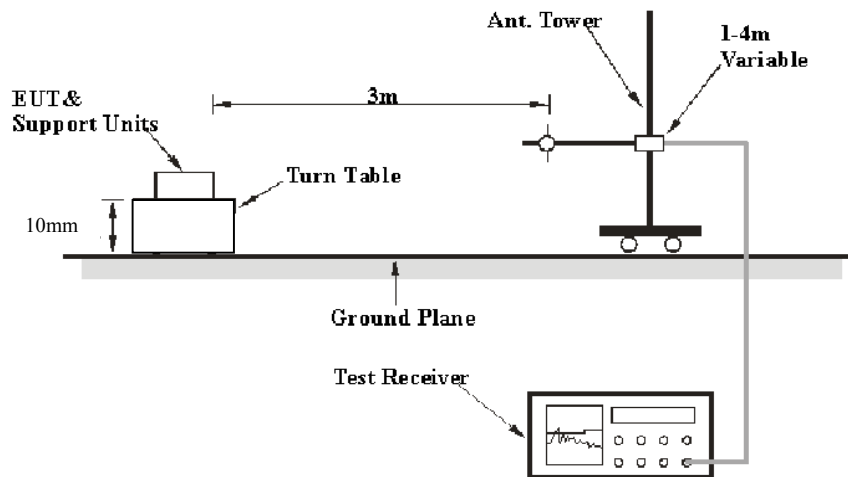 Ant. Tower
1-4m
Variable
3m
EUT&
Support Units
Turn Table
10mm
Ground Plane
Test Receiver